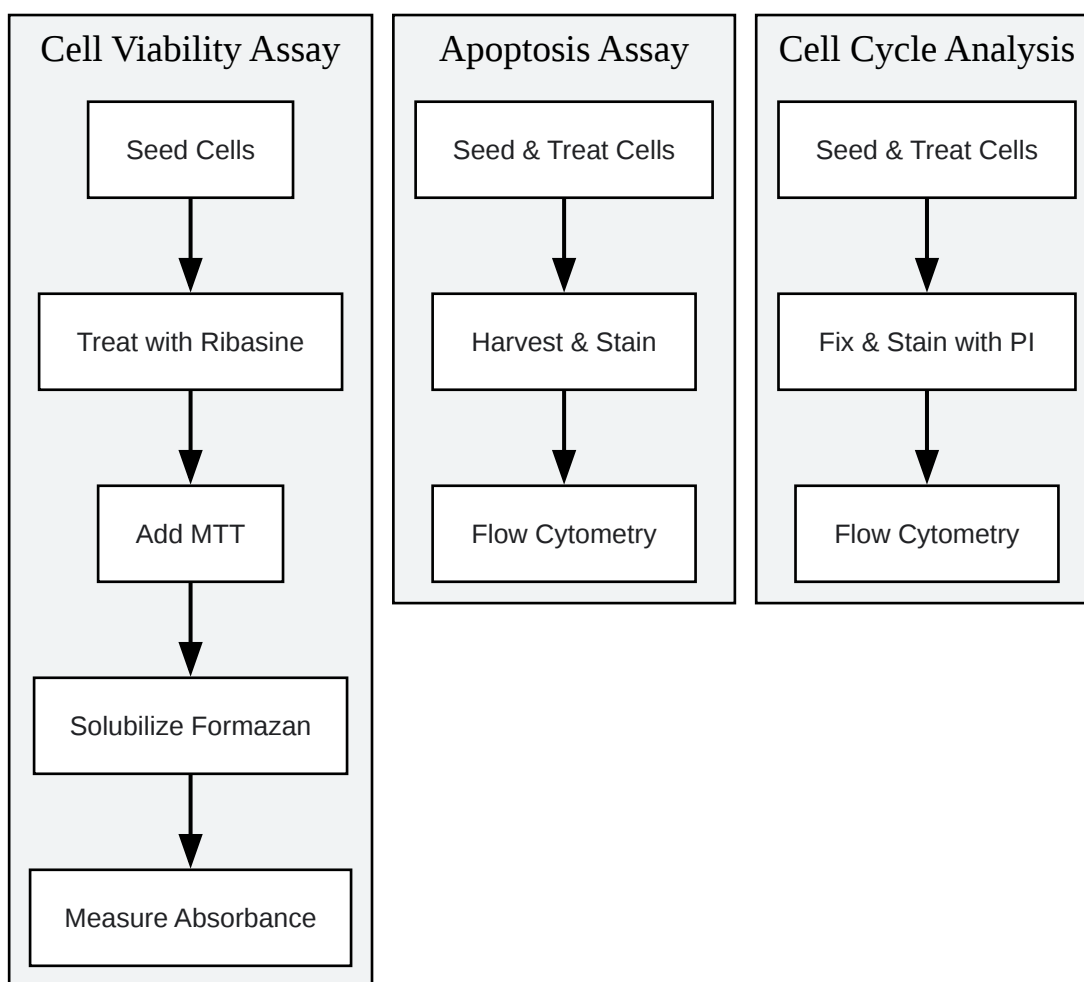 Cell Viability Assay
Seed Cells
Treat with Ribasine
Add MTT
Solubilize Formazan
Measure Absorbance
Apoptosis Assay
Seed & Treat Cells
Harvest & Stain
Flow Cytometry
Cell Cycle Analysis
Seed & Treat Cells
Fix & Stain with PI
Flow Cytometry